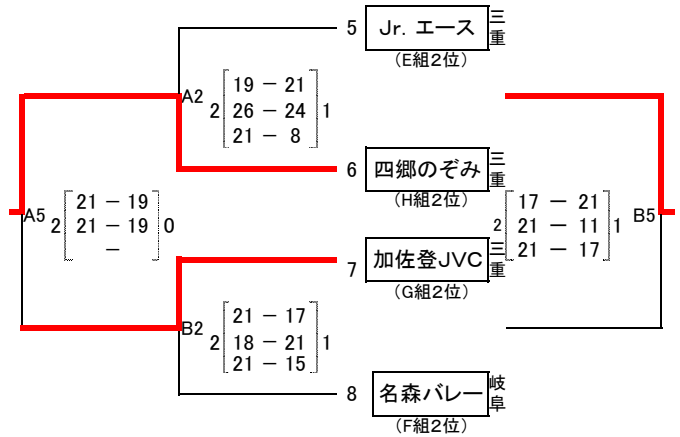 5 Jr. エース 三重
(E組2位)
A2 2 19 － 21 1
26 － 24
21 － 8
6 四郷のぞみ 三重
(H組2位)
A5 2 21 － 19 0
21 － 19
－
2 17 － 21 1 B5
21 － 11
21 － 17
7 加佐登JVC 三重
(G組2位)
B2 2 21 － 17 1
18 － 21
21 － 15
8 名森バレー 岐阜
(F組2位)